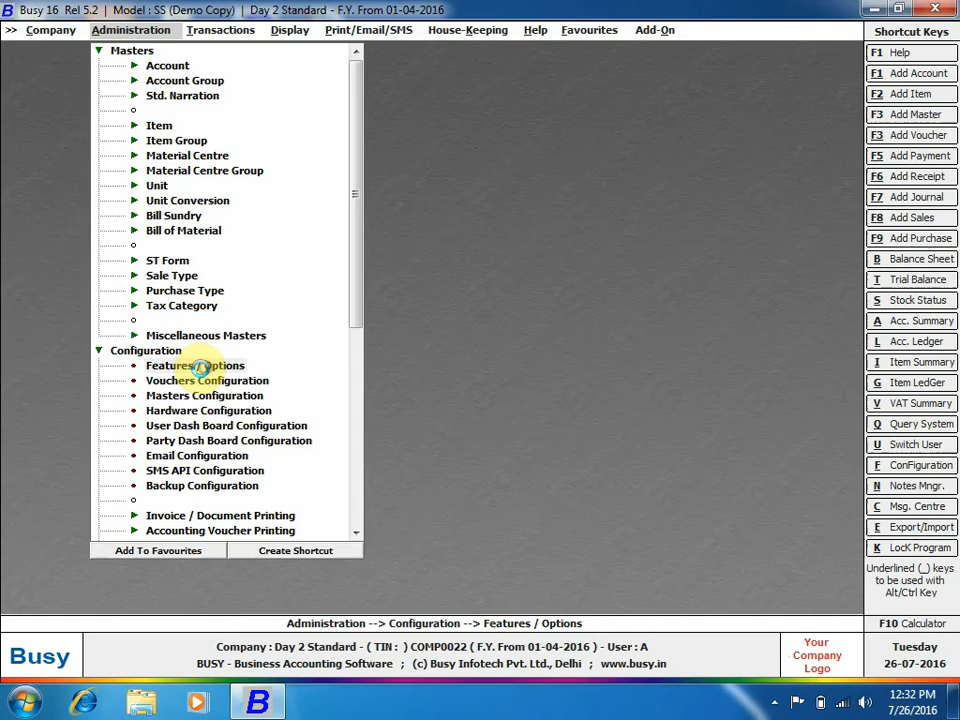 Busy 16 Rel 5.2 | Model : SS (Demo Copy) | Day 2 Standard - F.Y. From 01-04-2016
>> Company Administration Transactions Display Print/Email/SMS House-Keeping Help Favourites Add-On
Masters
Account
Account Group
Std. Narration
Item
Item Group
Material Centre
Material Centre Group
Unit
Unit Conversion
Bill Sundry
Bill of Material
ST Form
Sale Type
Purchase Type
Tax Category
Miscellaneous Masters
Configuration
Features / Options
Vouchers Configuration
Masters Configuration
Hardware Configuration
User Dash Board Configuration
Party Dash Board Configuration
Email Configuration
SMS API Configuration
Backup Configuration
Invoice / Document Printing
Accounting Voucher Printing
Add To Favourites Create Shortcut
Shortcut Keys
F1 Help
F1 Add Account
F2 Add Item
F3 Add Master
F3 Add Voucher
F5 Add Payment
F6 Add Receipt
F7 Add Journal
F8 Add Sales
F9 Add Purchase
B Balance Sheet
T Trial Balance
S Stock Status
A Acc. Summary
L Acc. Ledger
I Item Summary
G Item LedGer
V VAT Summary
Q Query System
U Switch User
F ConFiguration
N Notes Mngr.
C Msg. Centre
E Export/Import
K LocK Program
Underlined (_) keys
to be used with
Alt/Ctrl Key
Administration --> Configuration --> Features / Options
F10 Calculator
Busy
Company : Day 2 Standard - ( TIN : ) COMP0022 ( F.Y. From 01-04-2016 ) - User : A
BUSY - Business Accounting Software ; (c) Busy Infotech Pvt. Ltd., Delhi ; www.busy.in
Your
Company
Logo
Tuesday
26-07-2016
12:32 PM
7/26/2016